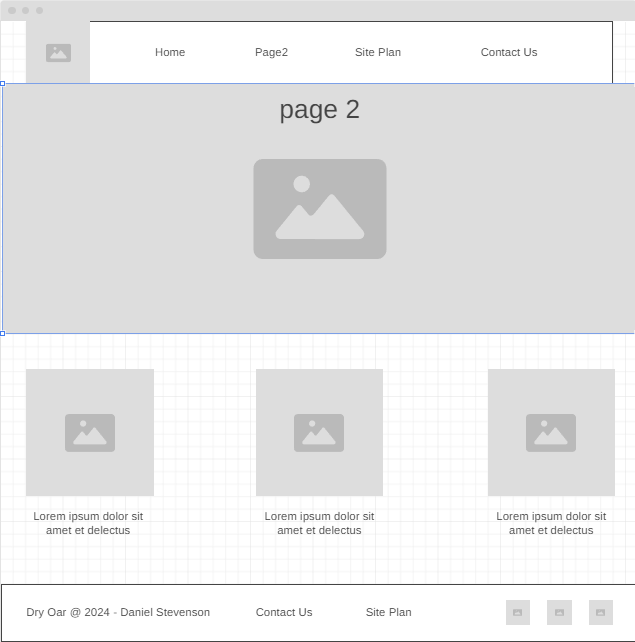 Home Page2 Site Plan Contact Us
page 2
Lorem ipsum dolor sit
amet et delectus
Lorem ipsum dolor sit
amet et delectus
Lorem ipsum dolor sit
amet et delectus
Dry Oar @ 2024 - Daniel Stevenson Contact Us Site Plan